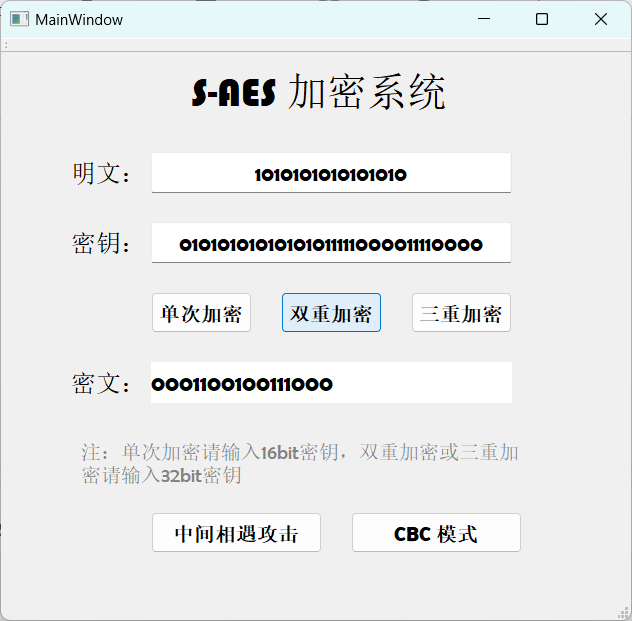 MainWindow
S-AES 加密系统
明文： 1010101010101010
密钥： 01010101010101011111000011110000
单次加密 双重加密 三重加密
密文： 0001100100111000
注：单次加密请输入16bit密钥，双重加密或三重加
密请输入32bit密钥
中间相遇攻击 CBC 模式